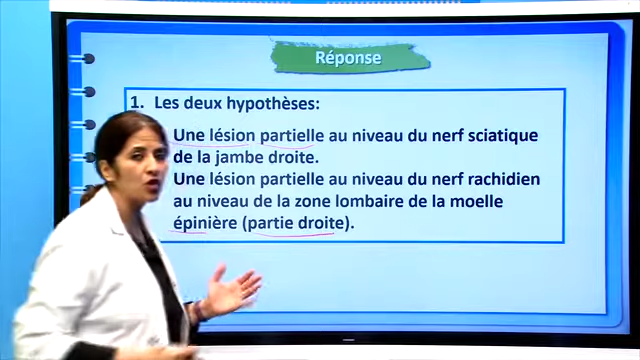 Réponse
1. Les deux hypothèses:
Une lésion partielle au niveau du nerf sciatique
de la jambe droite.
Une lésion partielle au niveau du nerf rachidien
au niveau de la zone lombaire de la moelle
épinière (partie droite).